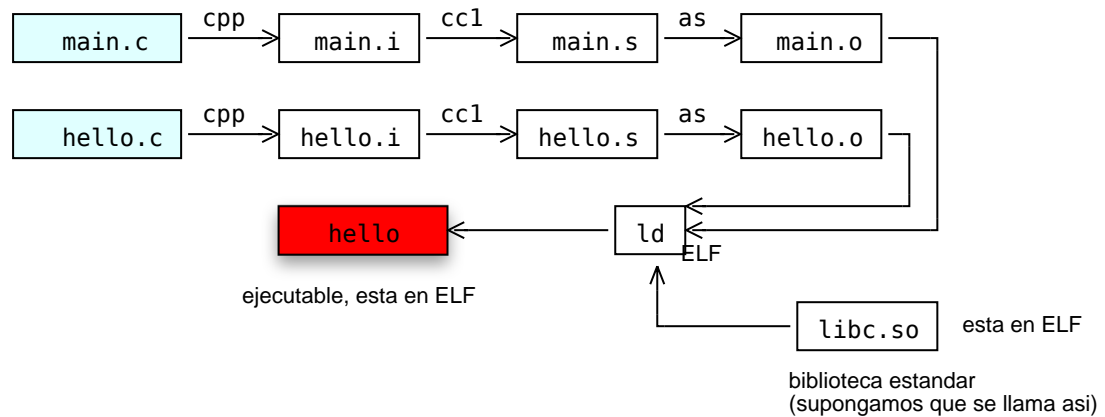 cpp cc1 as
main.c main.i main.s main.o
cpp cc1 as
hello.c hello.i hello.s hello.o
hello ld
ELF
ejecutable, esta en ELF
libc.so esta en ELF
biblioteca estandar
(supongamos que se llama asi)